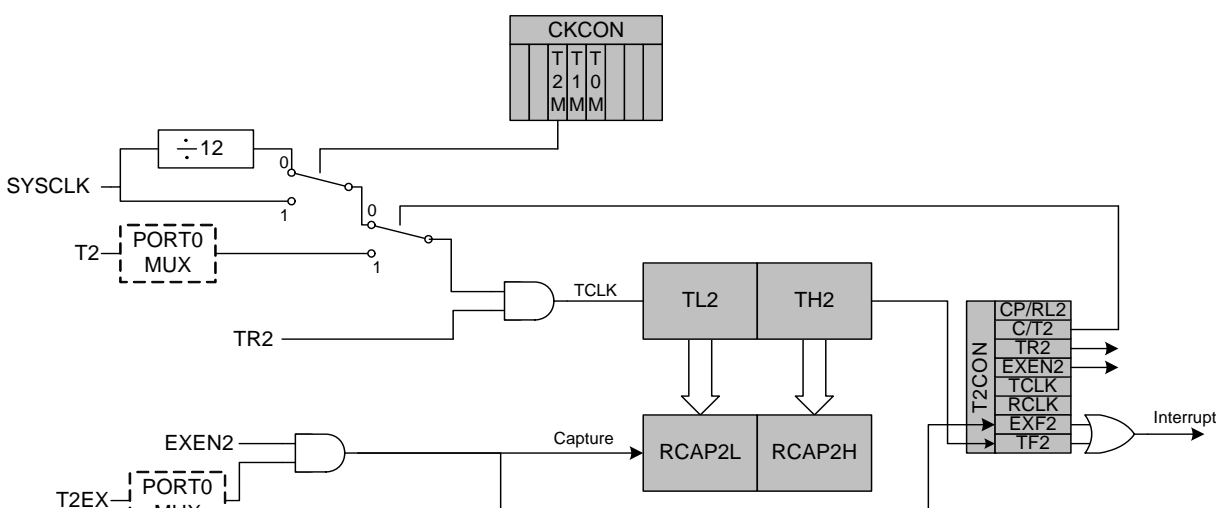 CKCON
T T T
2 1 0
M M M
÷12
0
SYSCLK
1
0
T2
PORT0
MUX
1
TCLK
TL2
TH2
TR2
T2CON
CP/RL2
C/T2
TR2
EXEN2
TCLK
RCLK
EXF2
TF2
Interrupt
EXEN2
Capture
RCAP2L
RCAP2H
T2EX
PORT0
MUX